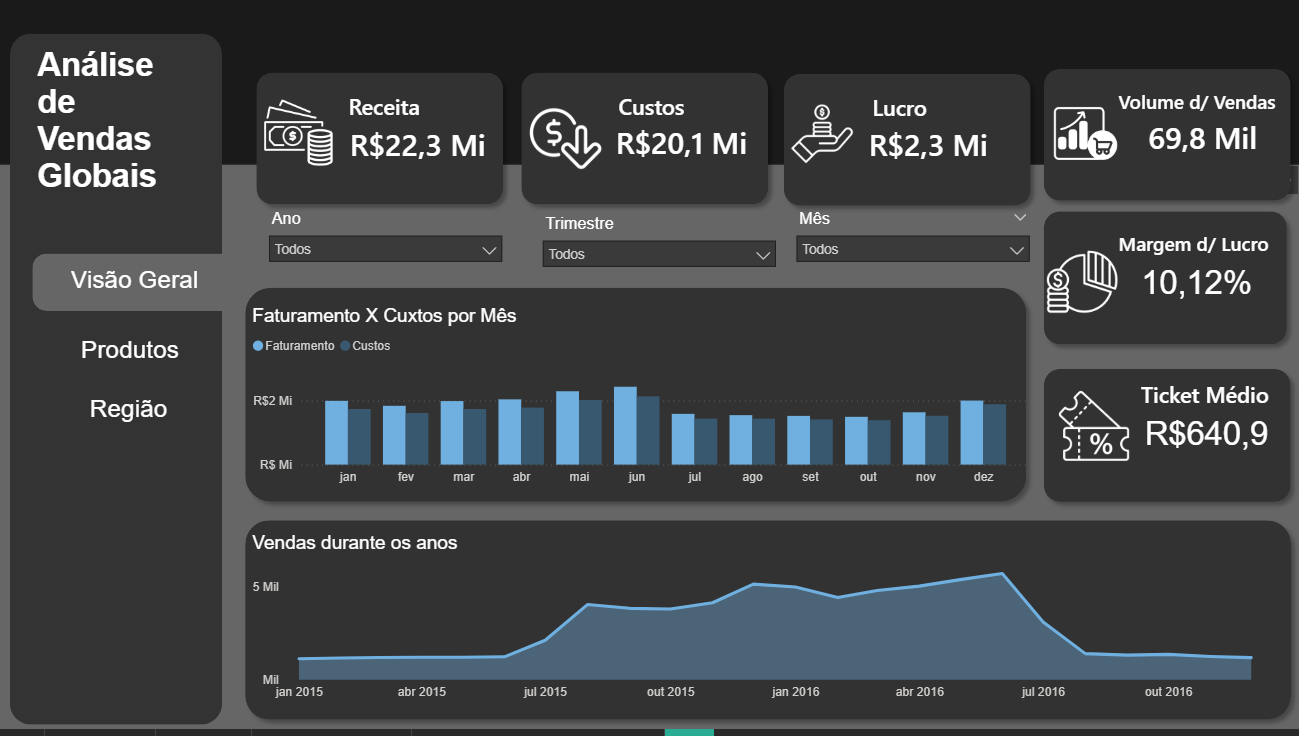 Análise
de
Vendas
Globais
Visão Geral
Produtos
Região
Receita
R$22,3 Mi
Custos
R$20,1 Mi
Lucro
R$2,3 Mi
Volume d/ Vendas
69,8 Mil
Ano
Todos
Trimestre
Todos
Mês
Todos
Margem d/ Lucro
10,12%
Ticket Médio
%
R$640,9
Faturamento X Cuxtos por Mês
Faturamento Custos
R$2 Mi
R$ Mi
jan fev mar abr mai jun jul ago set out nov dez
Vendas durante os anos
5 Mil
Mil
jan 2015 abr 2015 jul 2015 out 2015 jan 2016 abr 2016 jul 2016 out 2016